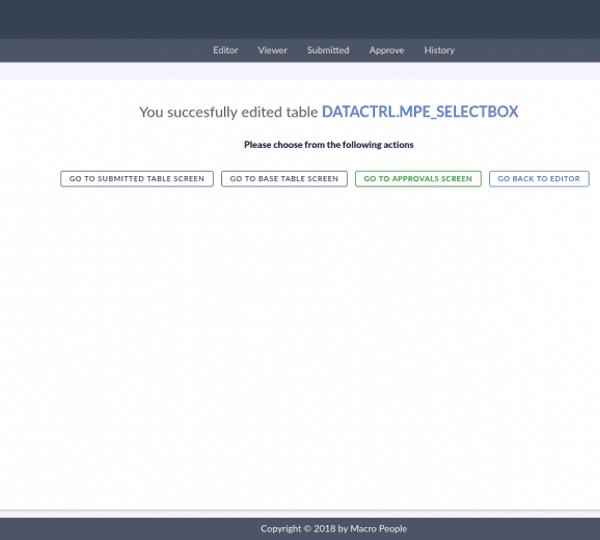 Editor Viewer Submitted Approve History
You succesfully edited table DATACTRL.MPE_SELECTBOX
Please choose from the following actions
GO TO SUBMITTED TABLE SCREEN GO TO BASE TABLE SCREEN GO TO APPROVALS SCREEN GO BACK TO EDITOR
Copyright © 2018 by Macro People